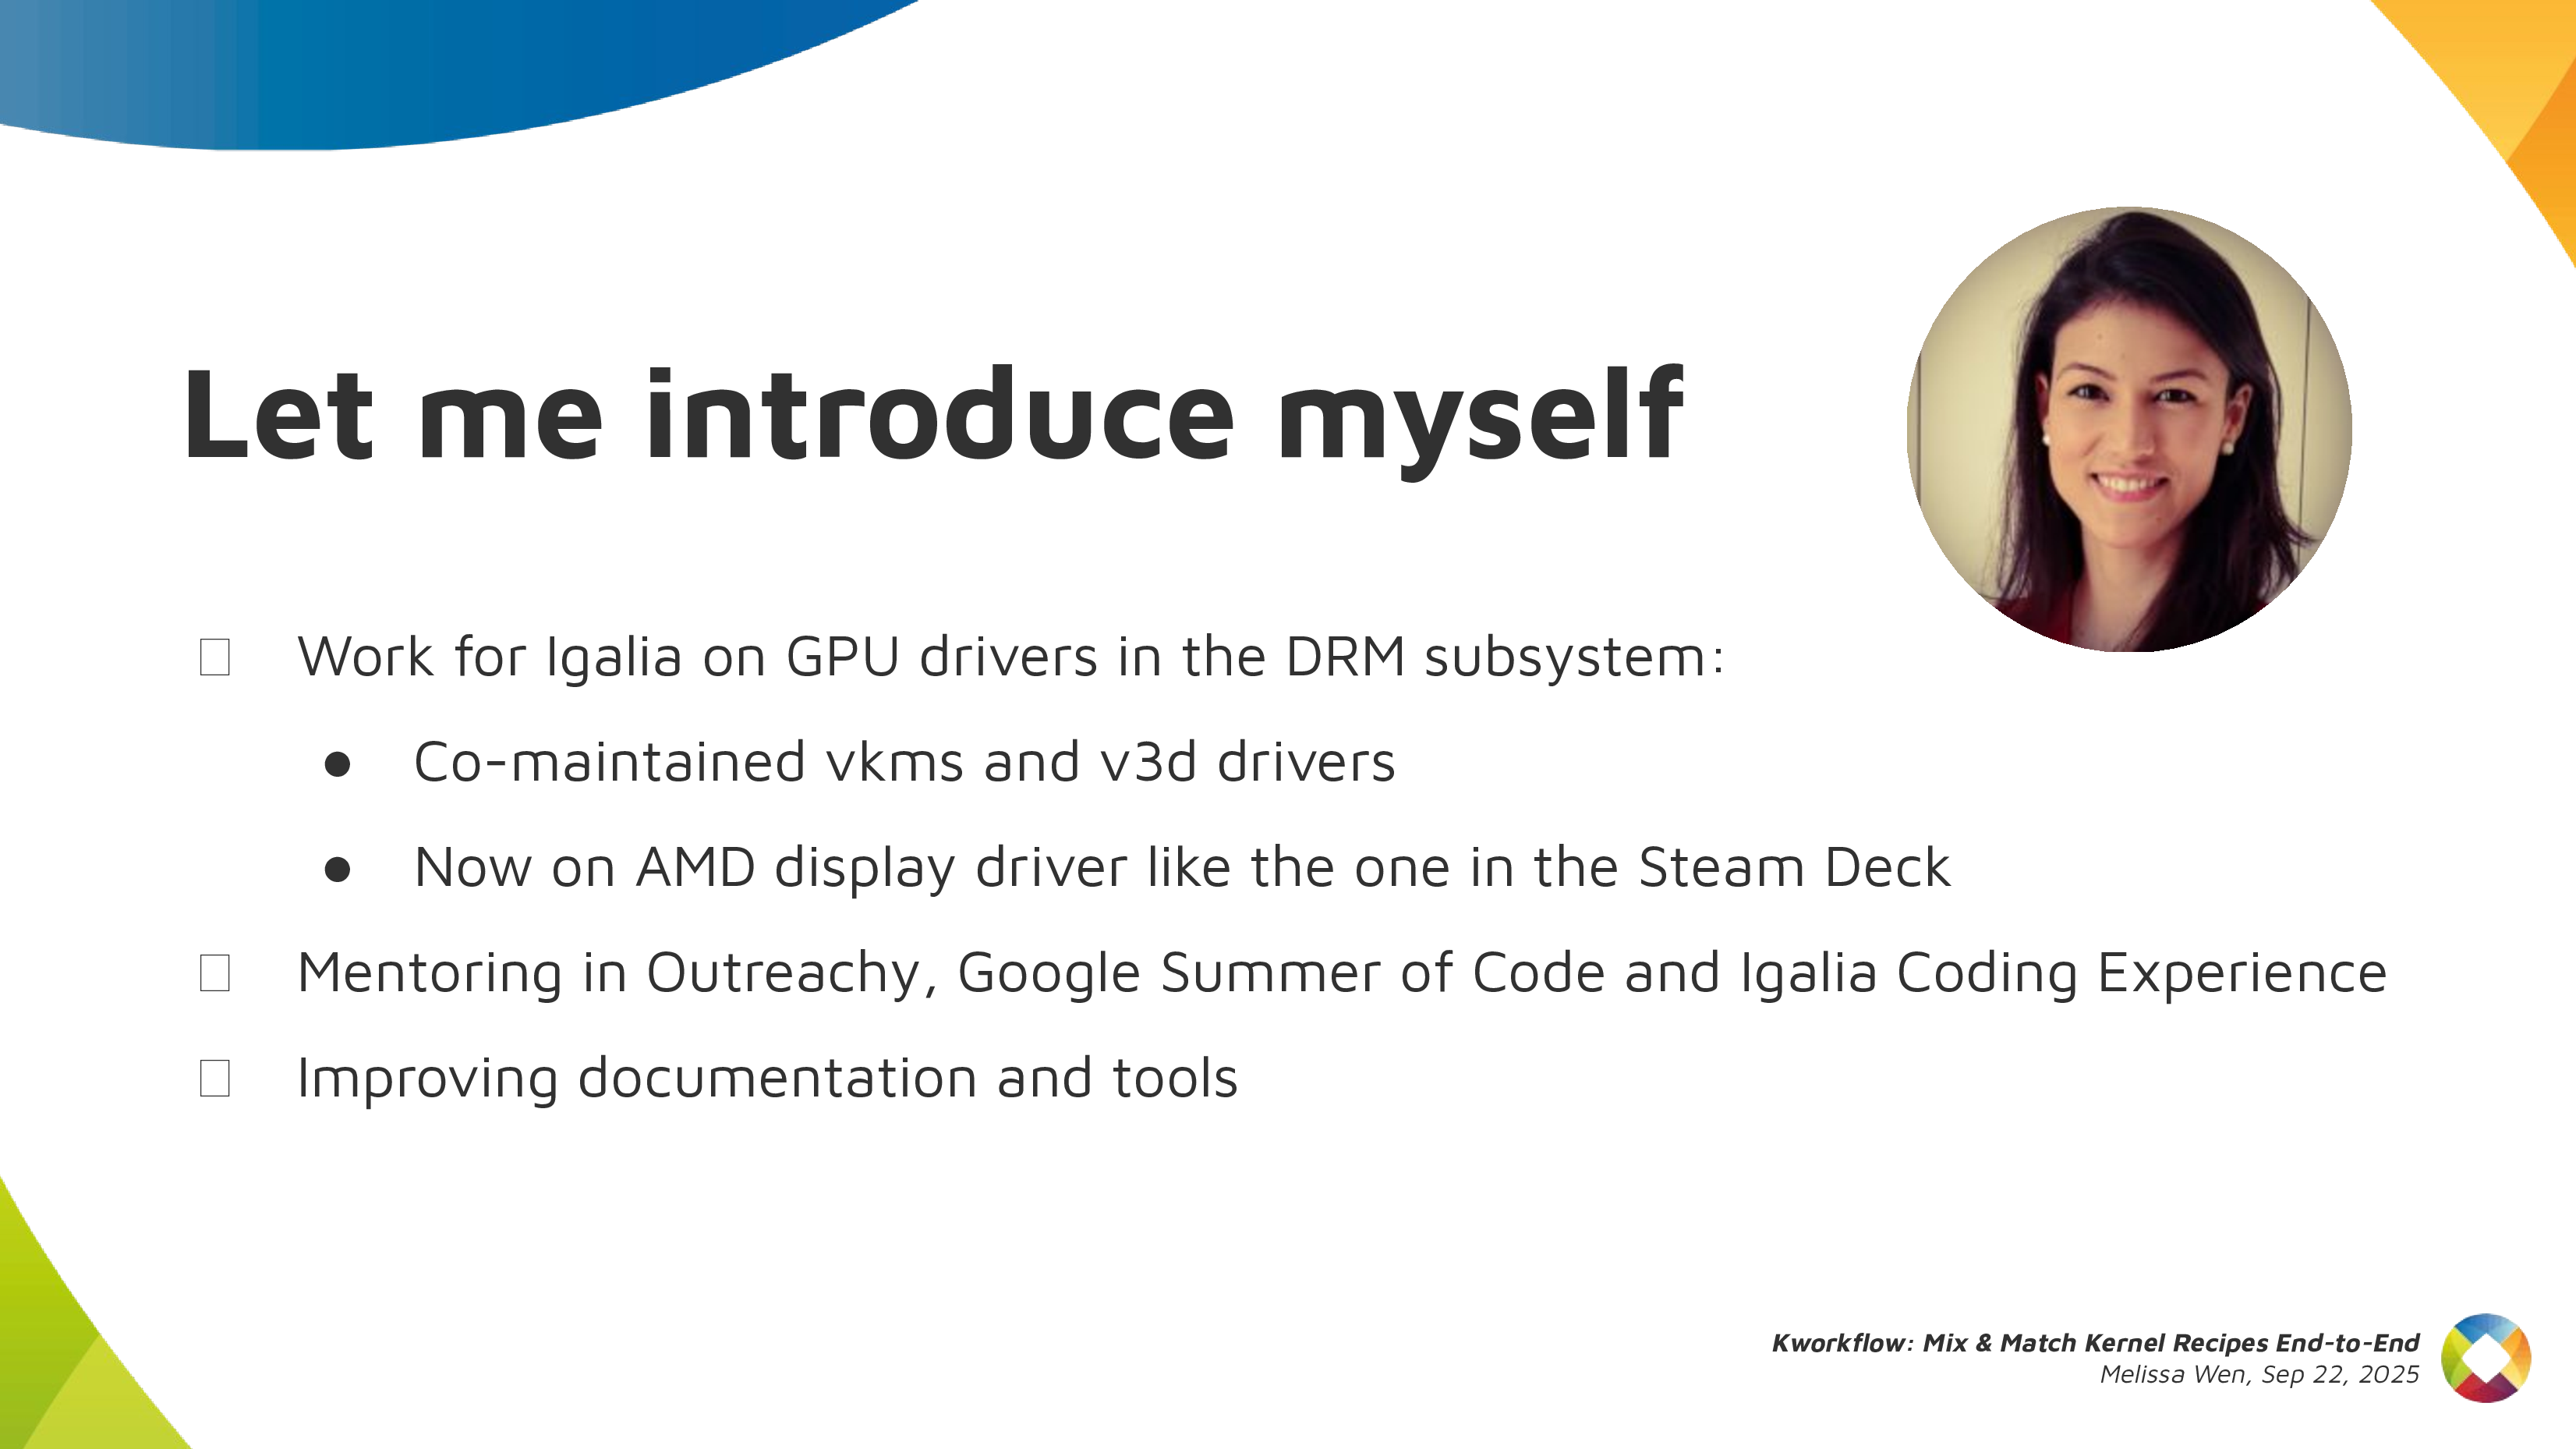 Let me introduce myself
Work for Igalia on GPU drivers in the DRM subsystem:
● Co-maintained vkms and v3d drivers
● Now on AMD display driver like the one in the Steam Deck
Mentoring in Outreachy, Google Summer of Code and Igalia Coding Experience
Improving documentation and tools
Kworkflow: Mix & Match Kernel Recipes End-to-End
Melissa Wen, Sep 22, 2025